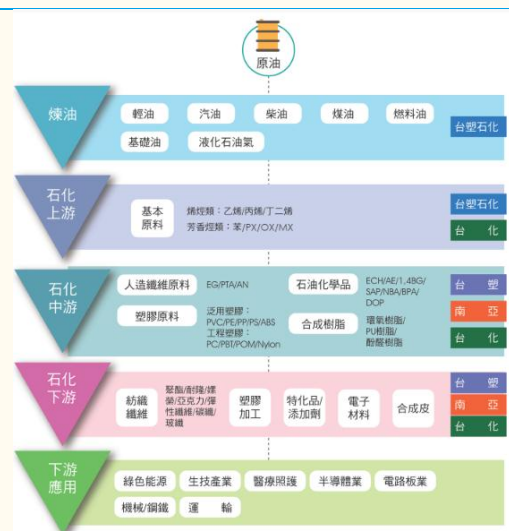 原油
煉油
輕油
汽油
柴油
煤油
燃料油
基礎油
液化石油氣
台塑石化
石化
上游
基本
原料
烯烴類：乙烯/丙烯/丁二烯
芳香烴類：苯/PX/OX/MX
台塑石化
台 化
石化
中游
人造纖維原料
EG/PTA/AN
石油化學品
ECH/AE/1,4BG/
SAP/NBA/BPA/
DOP
塑膠原料
泛用塑膠：
PVC/PE/PP/PS/ABS
工程塑膠：
PC/PBT/POM/Nylon
合成樹脂
環氧樹脂/
PU樹脂/
酚醛樹脂
台 塑
南 亞
台 化
石化
下游
紡織
纖維
聚酯/耐隆/嫘
縈/亞克力/彈
性纖維/碳纖/
玻纖
塑膠
加工
特化品/
添加劑
電子
材料
合成皮
台 塑
南 亞
台 化
下游
應用
綠色能源
生技產業
醫療照護
半導體業
電路板業
機械/鋼鐵
運 輸